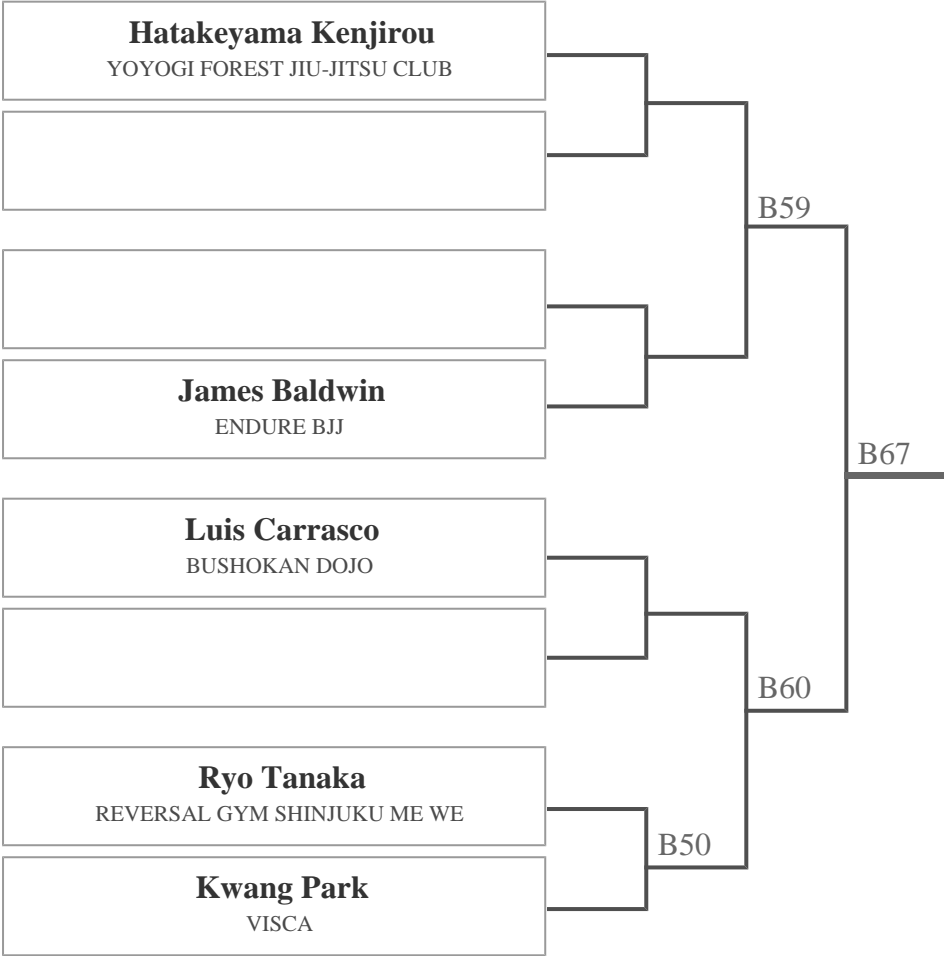 Hatakeyama Kenjirou
YOYOGI FOREST JIU-JITSU CLUB
B59
James Baldwin
ENDURE BJJ
B67
Luis Carrasco
BUSHOKAN DOJO
B60
Ryo Tanaka
REVERSAL GYM SHINJUKU ME WE
B50
Kwang Park
VISCA